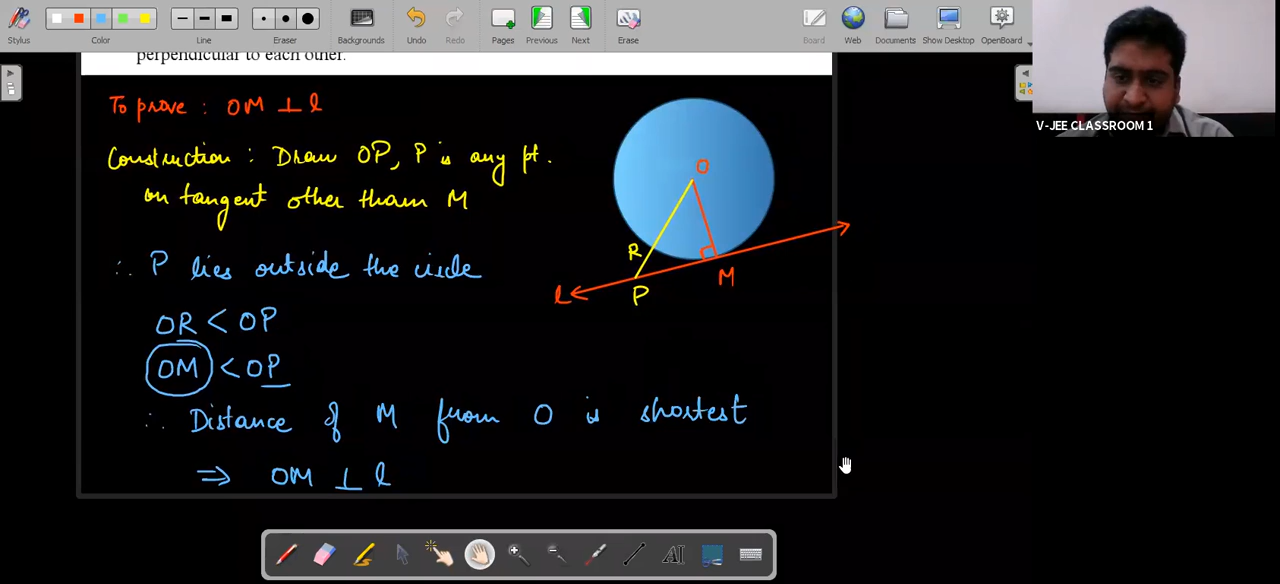 Stylus
Color
Line
Eraser
Backgrounds
Undo
Redo
Pages
Previous
Next
Erase
Board
Web
Documents
Show Desktop
OpenBoard
V-JEE CLASSROOM 1
perpendicular to each other.
To prove : OM ⊥ l
Construction : Draw OP, P is any pt.
on tangent other tham M
∴ P lies outside the circle
OR < OP
OM < OP
∴ Distance of M from O is shortest
⇒ OM ⊥ l
O
R
M
l
P
AI